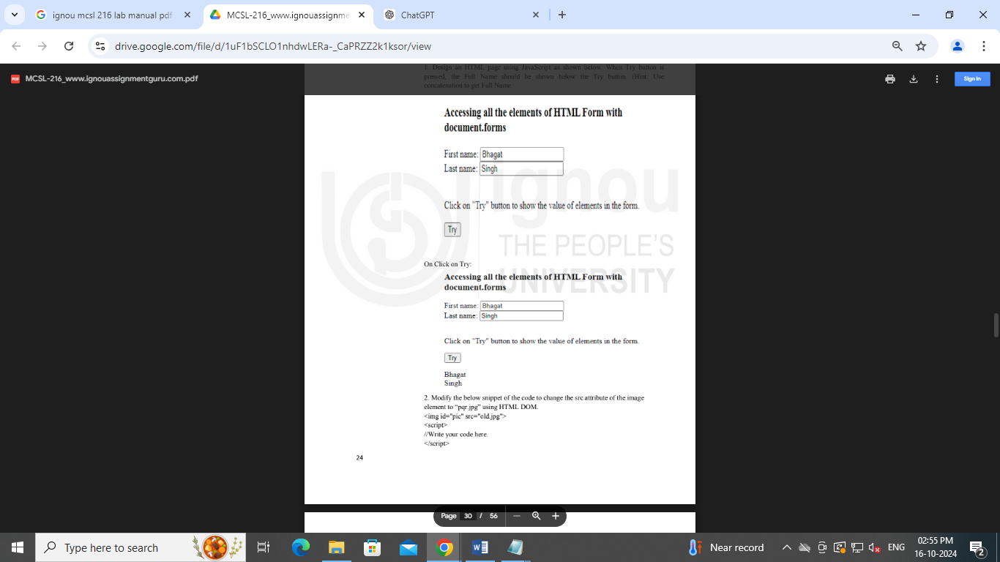 ignou mcsl 216 lab manual pdf
MCSL-216_www.ignouassignme
ChatGPT
drive.google.com/file/d/1uF1bSCLO1nhdwLERa-_CaPRZZ2k1ksor/view
PDF MCSL-216_www.ignouassignmentguru.com.pdf
Sign in
1. Design an HTML page using JavaScript as shown below. When Try button is
pressed, the Full Name should be shown below the Try button. (Hint: Use
concatenation to get Full Name.
Accessing all the elements of HTML Form with
document.forms
First name: Bhagat
Last name: Singh
Click on "Try" button to show the value of elements in the form.
Try
ignou
THE PEOPLE'S
UNIVERSITY
On Click on Try:
Accessing all the elements of HTML Form with
document.forms
First name: Bhagat
Last name: Singh
Click on "Try" button to show the value of elements in the form.
Try
Bhagat
Singh
2. Modify the below snippet of the code to change the src attribute of the image
element to “pqr.jpg” using HTML DOM.
<img id="pic" src="old.jpg">
<script>
//Write your code here.
</script>
24
Page 30 / 56
Type here to search
Near record
ENG
02:55 PM
16-10-2024
2